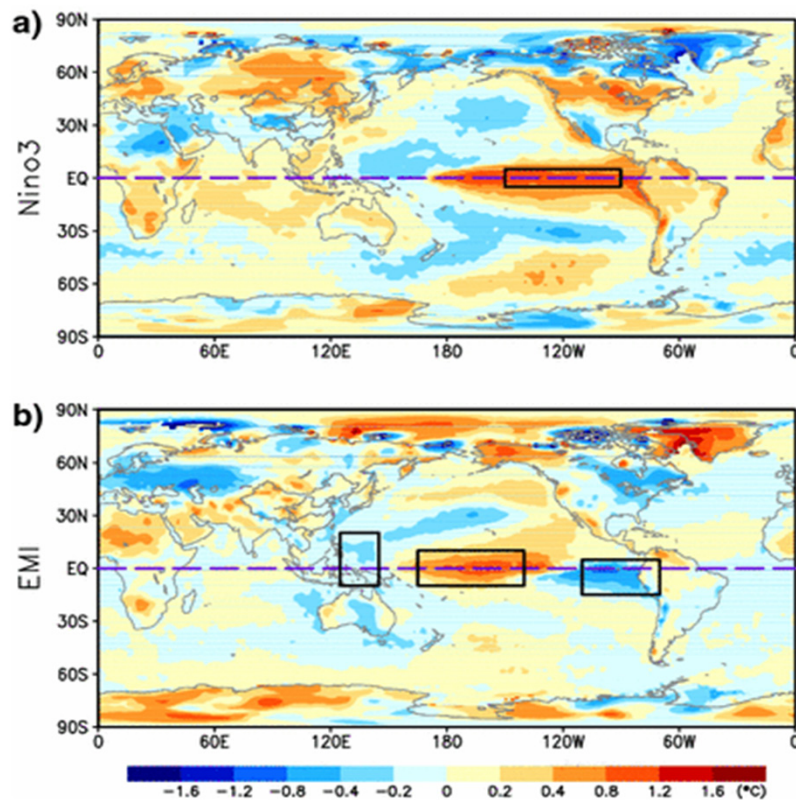 a)
Nino3
90N
60N
30N
EQ
30S
60S
90S
0 60E 120E 180 120W 60W 0
b)
EMI
90N
60N
30N
EQ
30S
60S
90S
0 60E 120E 180 120W 60W 0
-1.6 -1.2 -0.8 -0.4 -0.2 0 0.2 0.4 0.8 1.2 1.6 (°C)